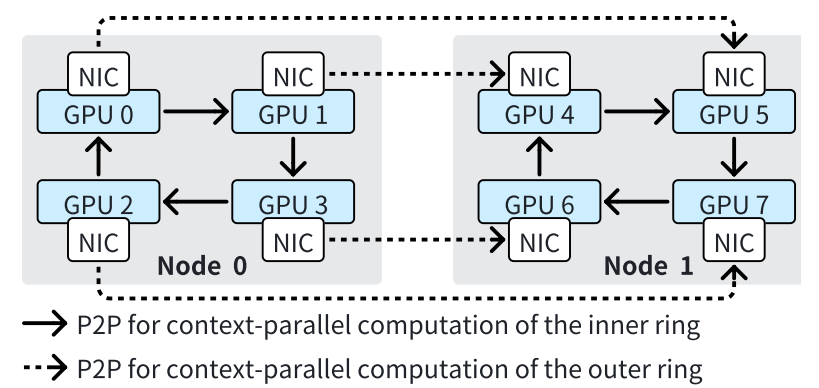 NIC NIC NIC NIC
GPU 0 GPU 1 GPU 4 GPU 5
GPU 2 GPU 3 GPU 6 GPU 7
NIC NIC NIC NIC
Node 0 Node 1
P2P for context-parallel computation of the inner ring
P2P for context-parallel computation of the outer ring